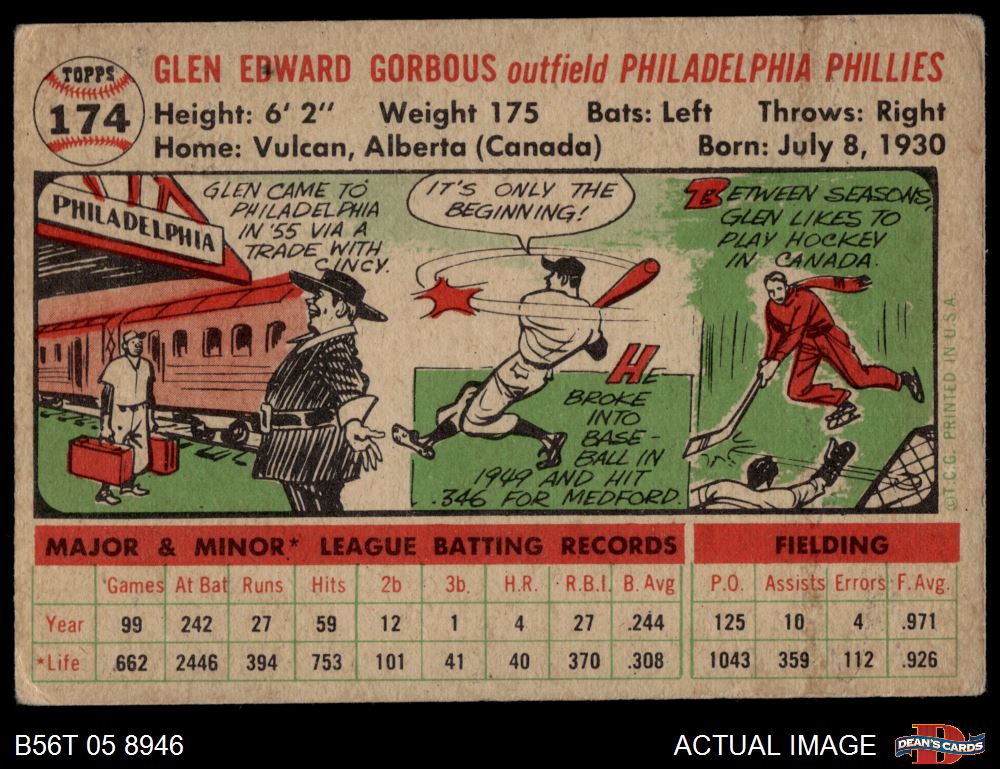 TOPPS
174
GLEN EDWARD GORBOUS outfield PHILADELPHIA PHILLIES
Height: 6' 2" Weight 175 Bats: Left Throws: Right
Home: Vulcan, Alberta (Canada) Born: July 8, 1930
PHILADELPHIA
GLEN CAME TO
PHILADELPHIA
IN '55 VIA A
TRADE WITH
CINCY.
IT'S ONLY THE
BEGINNING!
HE
BROKE
INTO
BASE-
BALL IN
1949 AND HIT
.346 FOR MEDFORD.
BETWEEN SEASONS,
GLEN LIKES TO
PLAY HOCKEY
IN CANADA.
©T.C.G. PRINTED IN U.S.A.
MAJOR & MINOR* LEAGUE BATTING RECORDS FIELDING
Games At Bat Runs Hits 2b 3b. H.R. R.B.I. B. Avg P.O. Assists Errors F. Avg.
Year 99 242 27 59 12 1 4 27 .244 125 10 4 .971
*Life .662 2446 394 753 101 41 40 370 .308 1043 359 112 .926
B56T 05 8946 ACTUAL IMAGE D DEAN'S CARDS